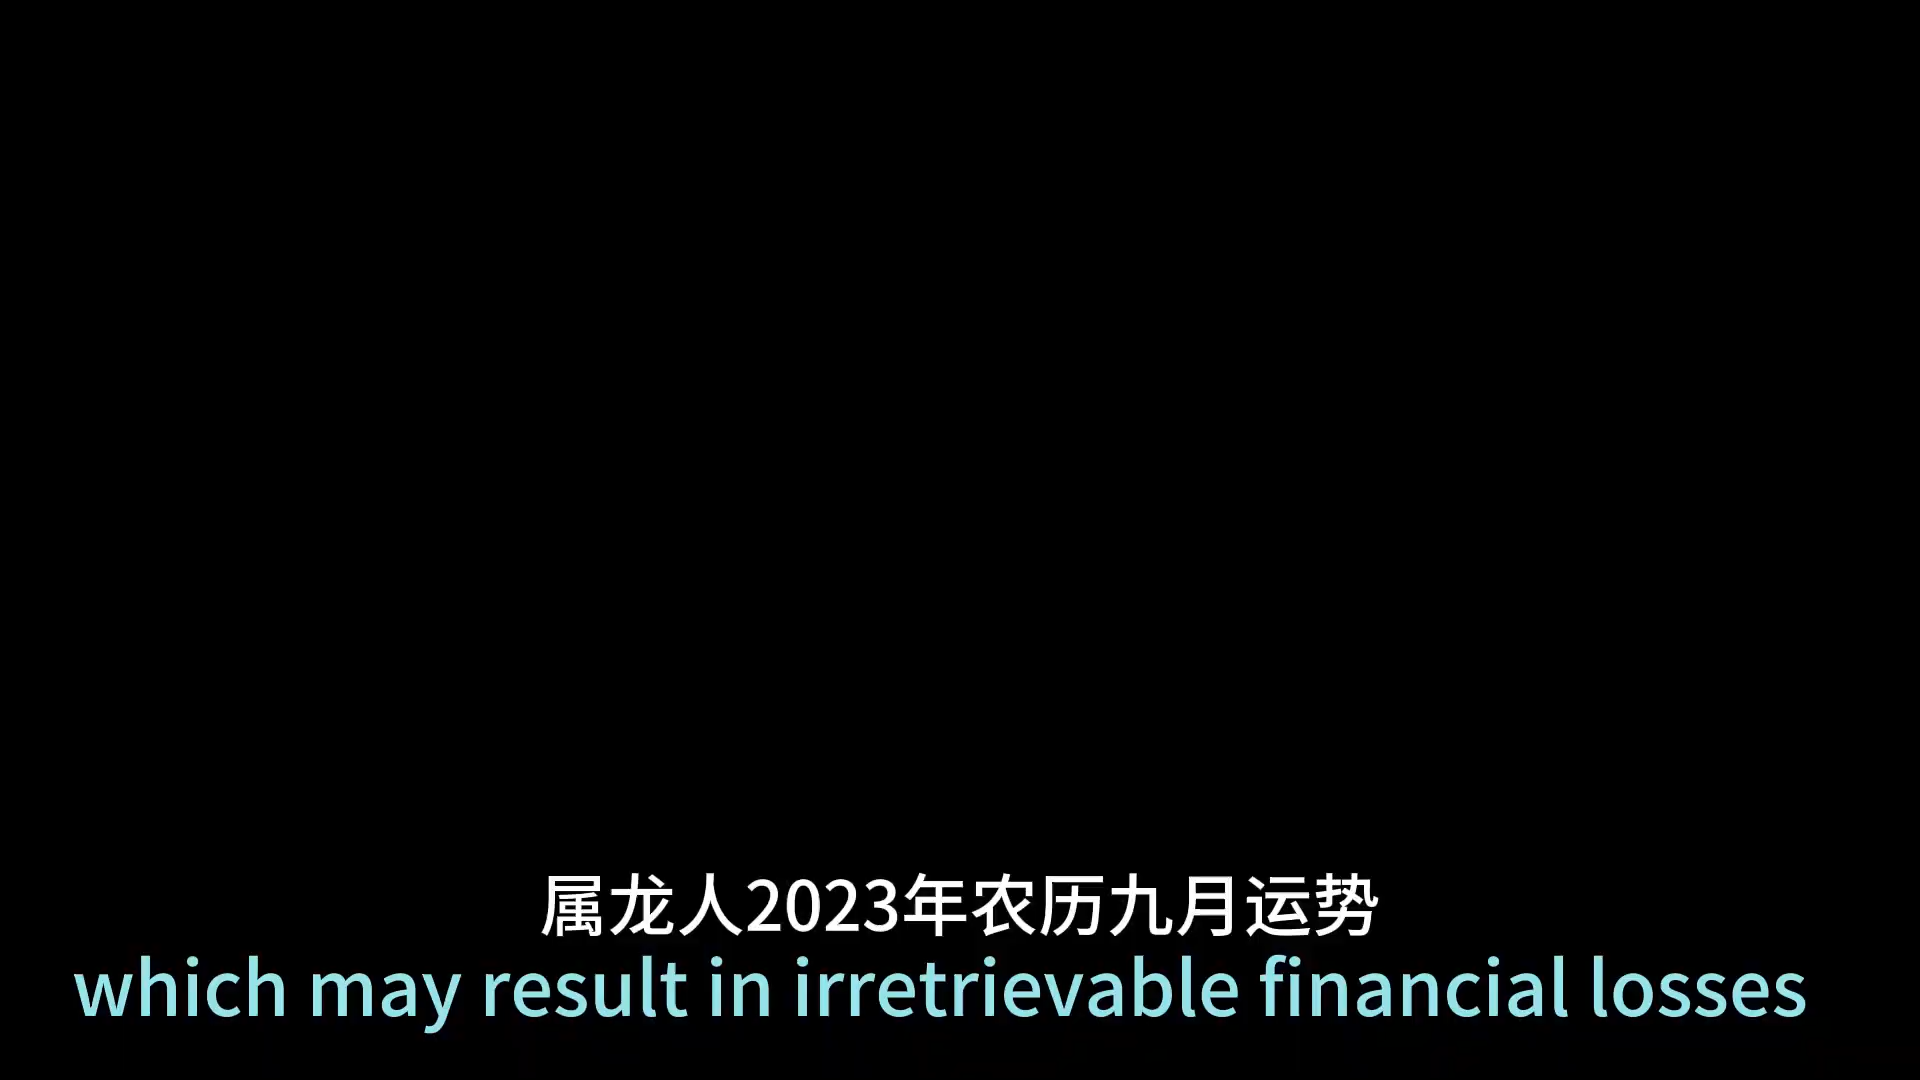 属龙人2023年农历九月运势
which may result in irretrievable financial losses